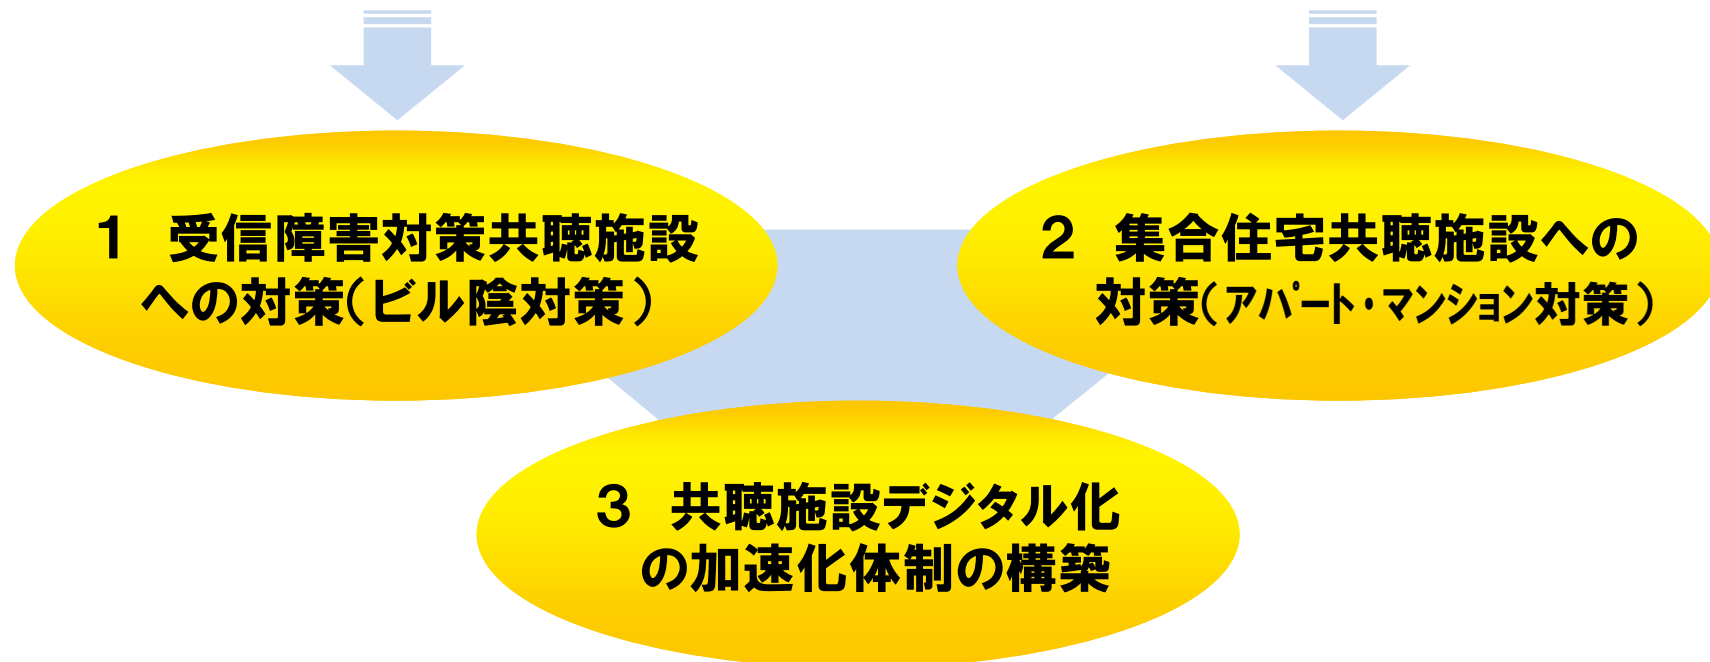 1　受信障害対策共聴施設
への対策(ビル陰対策)
2　集合住宅共聴施設への
対策(ｱﾊﾟｰﾄ・ﾏﾝｼｮﾝ対策)
3　共聴施設デジタル化
の加速化体制の構築